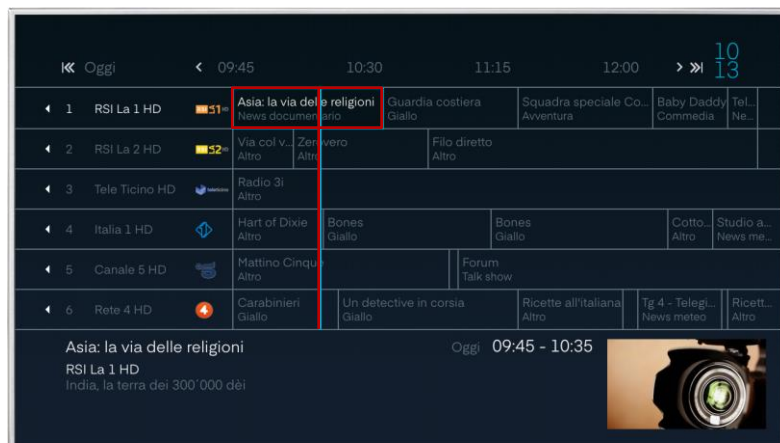 10
13
Oggi 09:45 10:30 11:15 12:00
1 RSI La 1 HD
Asia: la via delle religioni
News documentario
Guardia costiera
Giallo
Squadra speciale Co...
Avventura
Baby Daddy
Commedia
Tel...
Ne...
2 RSI La 2 HD
Via col v...
Altro
Zerovero
Altro
Filo diretto
Altro
3 Tele Ticino HD
Radio 3i
Altro
4 Italia 1 HD
1
Hart of Dixie
Altro
Bones
Giallo
Bones
Giallo
Cotto...
Altro
Studio a...
News me...
5 Canale 5 HD
Mattino Cinque
Altro
Forum
Talk show
6 Rete 4 HD
4
Carabinieri
Giallo
Un detective in corsia
Giallo
Ricette all'italiana
Altro
Tg 4 - Telegi...
News meteo
Ricett...
Altro
Asia: la via delle religioni
Oggi 09:45 - 10:35
RSI La 1 HD
India, la terra dei 300'000 dèi